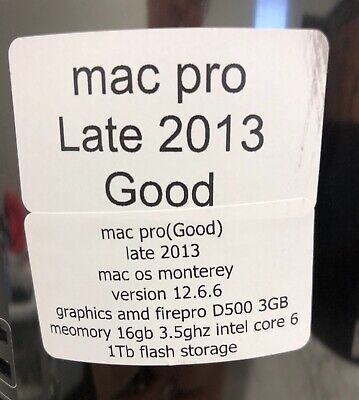 mac pro
Late 2013
Good
mac pro(Good)
late 2013
mac os monterey
version 12.6.6
graphics amd firepro D500 3GB
meomory 16gb 3.5ghz intel core 6
1Tb flash storage